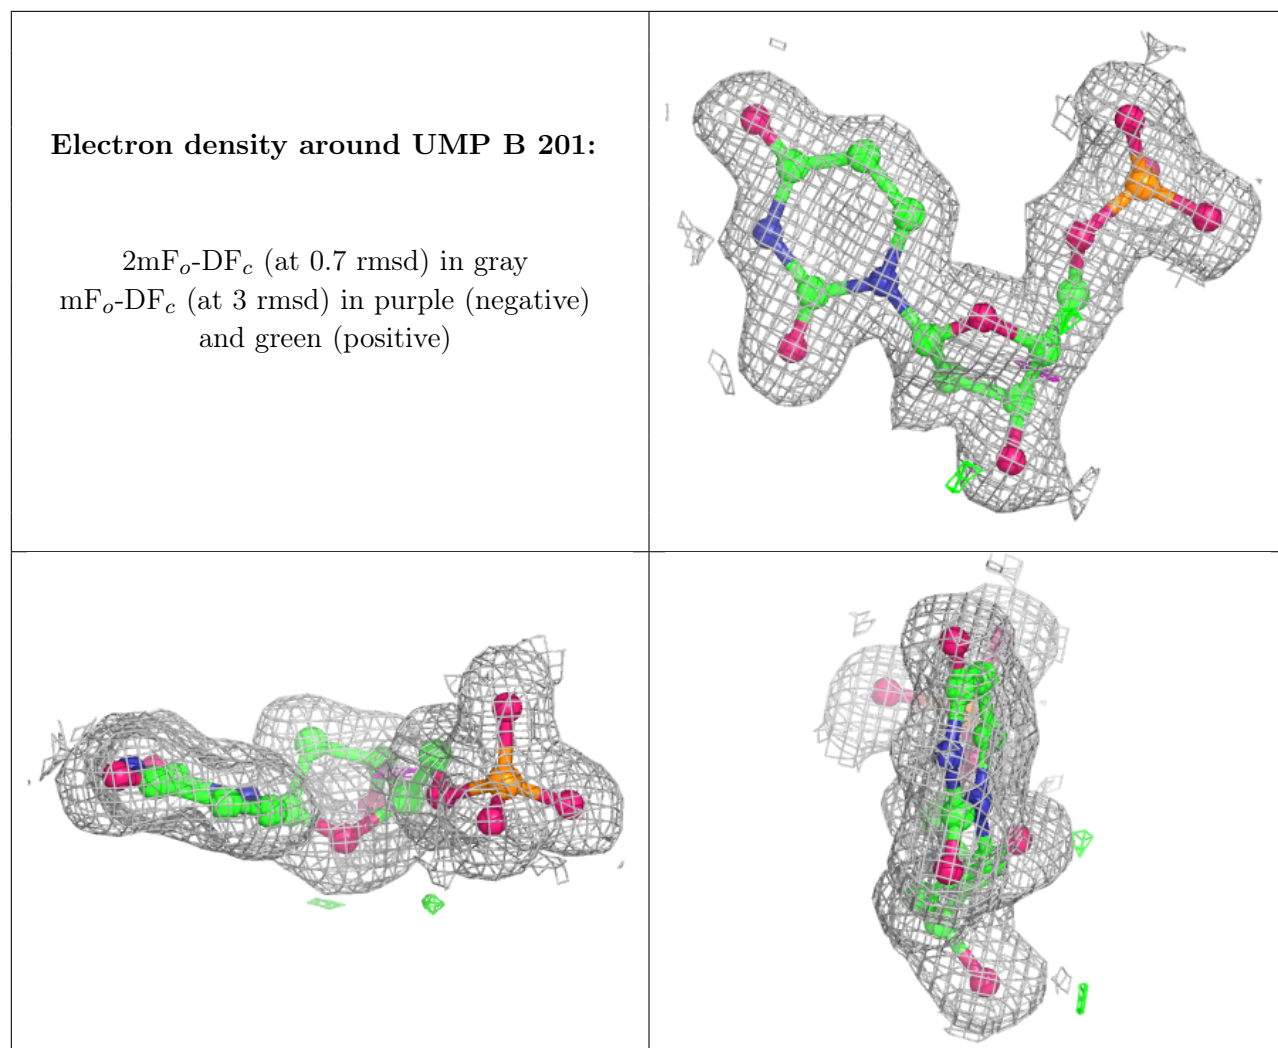 Electron density around UMP B 201:
2mFₒ-DF𝒸 (at 0.7 rmsd) in gray
mFₒ-DF𝒸 (at 3 rmsd) in purple (negative)
and green (positive)